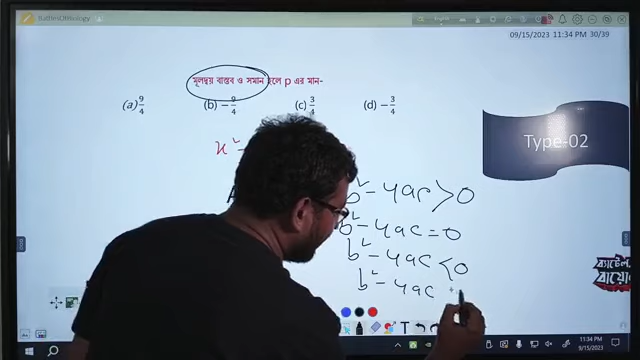 BattlesOfBiology
09/15/2023 11:34 PM 30/39
মূলদ্বয় বাস্তব ও সমান হলে p এর মান-
(a) 9/4 (b) - 9/4 (c) 3/4 (d) - 3/4
Type-02
x² -
b² - 4ac > 0
b² - 4ac = 0
b² - 4ac < 0
b² - 4ac
ব্যাটেল
বায়ো
T
11:34 PM
9/15/2023